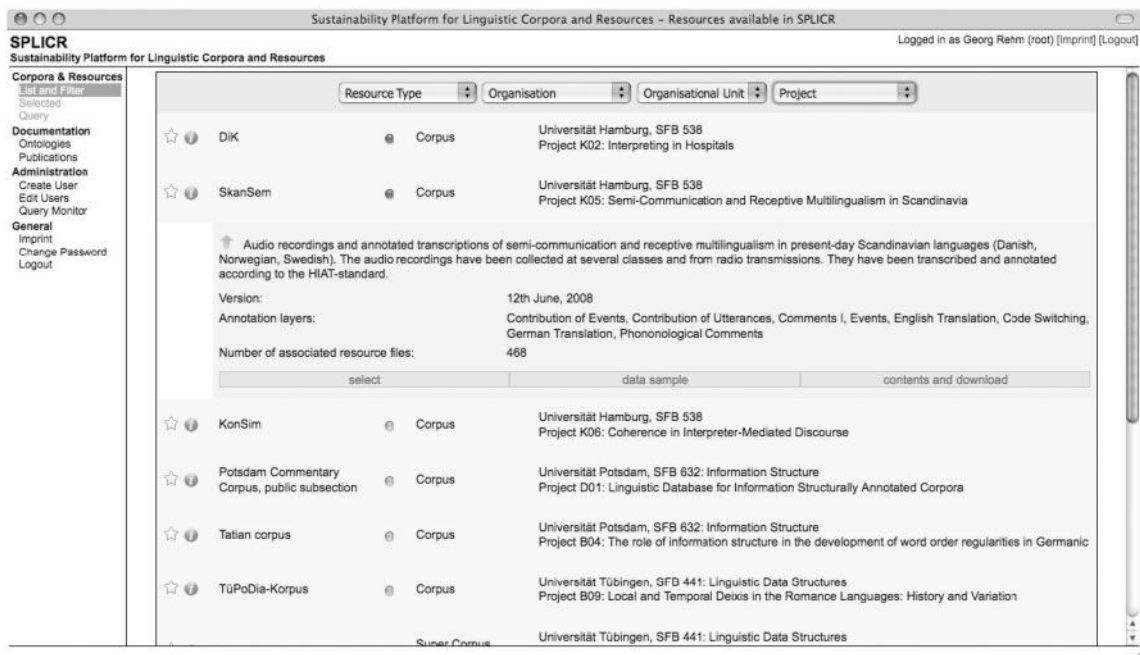 Sustainability Platform for Linguistic Corpora and Resources – Resources available in SPLICR
SPLICR
Logged in as Georg Rehm (root) [Imprint] [Logout]
Sustainability Platform for Linguistic Corpora and Resources
Corpora & Resources
List and Filter
Selected
Query
Documentation
Ontologies
Publications
Administration
Create User
Edit Users
Query Monitor
General
Imprint
Change Password
Logout
Resource Type Organisation Organisational Unit Project
DiK Corpus Universität Hamburg, SFB 538
Project K02: Interpreting in Hospitals
SkanSem Corpus Universität Hamburg, SFB 538
Project K05: Semi-Communication and Receptive Multilingualism in Scandinavia
Audio recordings and annotated transcriptions of semi-communication and receptive multilingualism in present-day Scandinavian languages (Danish,
Norwegian, Swedish). The audio recordings have been collected at several classes and from radio transmissions. They have been transcribed and annotated
according to the HIAT-standard.
Version: 12th June, 2008
Annotation layers: Contribution of Events, Contribution of Utterances, Comments I, Events, English Translation, Code Switching,
German Translation, Phononological Comments
Number of associated resource files: 468
select data sample contents and download
KonSim Corpus Universität Hamburg, SFB 538
Project K06: Coherence in Interpreter-Mediated Discourse
Potsdam Commentary
Corpus, public subsection Corpus Universität Potsdam, SFB 632: Information Structure
Project D01: Linguistic Database for Information Structurally Annotated Corpora
Tatian corpus Corpus Universität Potsdam, SFB 632: Information Structure
Project B04: The role of information structure in the development of word order regularities in Germanic
TüPoDia-Korpus Corpus Universität Tübingen, SFB 441: Linguistic Data Structures
Project B09: Local and Temporal Deixis in the Romance Languages: History and Variation
Super Corpus Universität Tübingen, SFB 441: Linguistic Data Structures